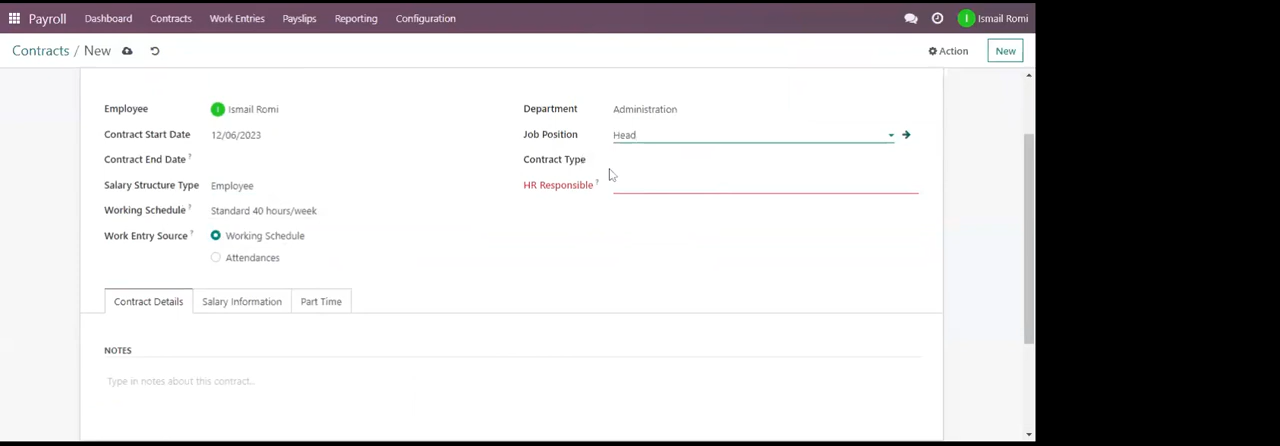 Payroll Dashboard Contracts Work Entries Payslips Reporting Configuration I Ismail Romi
Contracts / New Action New
Employee I Ismail Romi Department Administration
Contract Start Date 12/06/2023 Job Position Head
Contract End Date ? Contract Type
Salary Structure Type Employee HR Responsible ?
Working Schedule ? Standard 40 hours/week
Work Entry Source ? Working Schedule
Attendances
Contract Details Salary Information Part Time
NOTES
Type in notes about this contract...